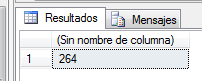 Resultados Mensajes
(Sin nombre de columna)
1 264